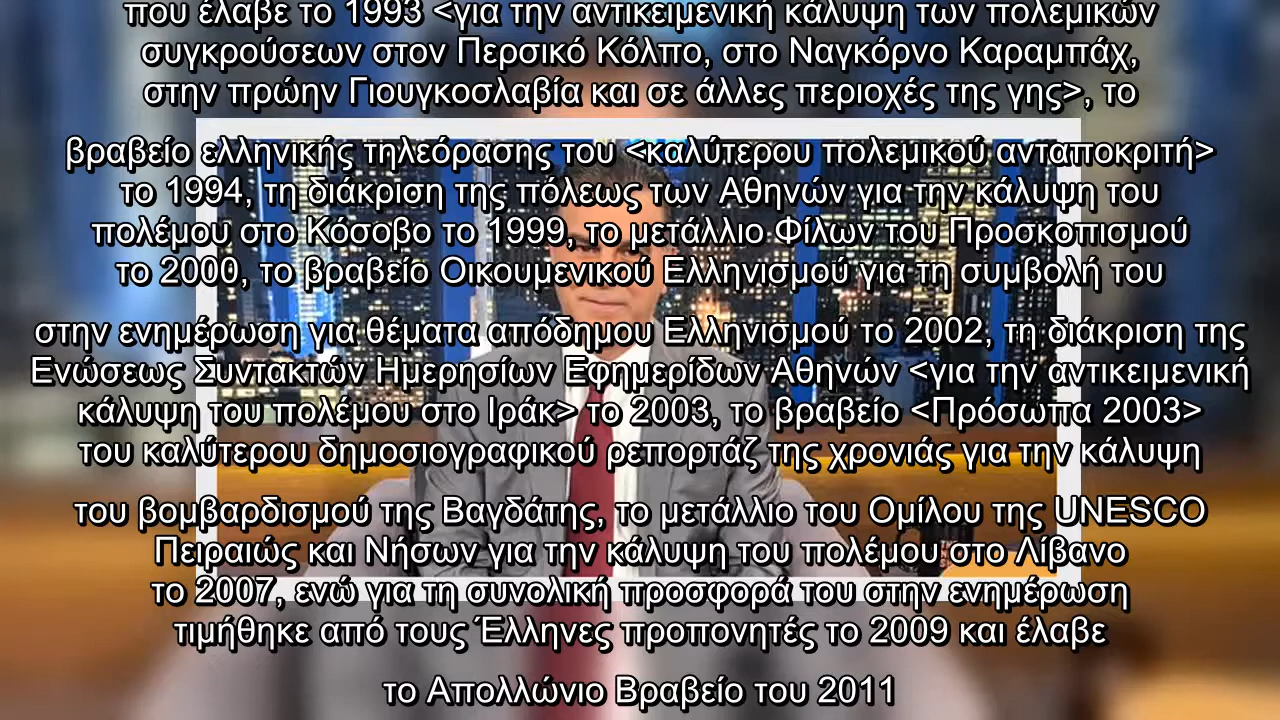 που έλαβε το 1993 <για την αντικειμενική κάλυψη των πολεμικών
συγκρούσεων στον Περσικό Κόλπο, στο Ναγκόρνο Καραμπάχ,
στην πρώην Γιουγκοσλαβία και σε άλλες περιοχές της γης>, το
βραβείο ελληνικής τηλεόρασης του <καλύτερου πολεμικού ανταποκριτή>
το 1994, τη διάκριση της πόλεως των Αθηνών για την κάλυψη του
πολέμου στο Κόσοβο το 1999, το μετάλλιο Φίλων του Προσκοπισμού
το 2000, το βραβείο Οικουμενικού Ελληνισμού για τη συμβολή του
στην ενημέρωση για θέματα απόδημου Ελληνισμού το 2002, τη διάκριση της
Ενώσεως Συντακτών Ημερησίων Εφημερίδων Αθηνών <για την αντικειμενική
κάλυψη του πολέμου στο Ιράκ> το 2003, το βραβείο <Πρόσωπα 2003>
του καλύτερου δημοσιογραφικού ρεπορτάζ της χρονιάς για την κάλυψη
του βομβαρδισμού της Βαγδάτης, το μετάλλιο του Ομίλου της UNESCO
Πειραιώς και Νήσων για την κάλυψη του πολέμου στο Λίβανο
το 2007, ενώ για τη συνολική προσφορά του στην ενημέρωση
τιμήθηκε από τους Έλληνες προπονητές το 2009 και έλαβε
το Απολλώνιο Βραβείο του 2011